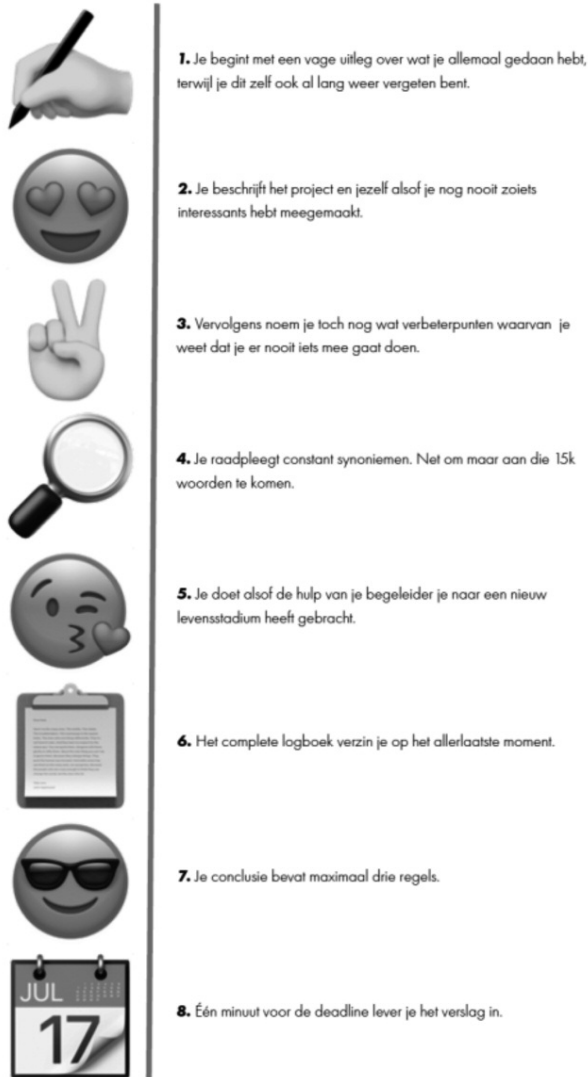 1. Je begint met een vage uitleg over wat je allemaal gedaan hebt,
terwijl je dit zelf ook al lang weer vergeten bent.
2. Je beschrijft het project en jezelf alsof je nog nooit zoiets
interessants hebt meegemaakt.
3. Vervolgens noem je toch nog wat verbeterpunten waarvan je
weet dat je er nooit iets mee gaat doen.
4. Je raadpleegt constant synoniemen. Net om maar aan die 15k
woorden te komen.
5. Je doet alsof de hulp van je begeleider je naar een nieuw
levensstadium heeft gebracht.
6. Het complete logboek verzin je op het allerlaatste moment.
7. Je conclusie bevat maximaal drie regels.
JUL
17
8. Één minuut voor de deadline lever je het verslag in.